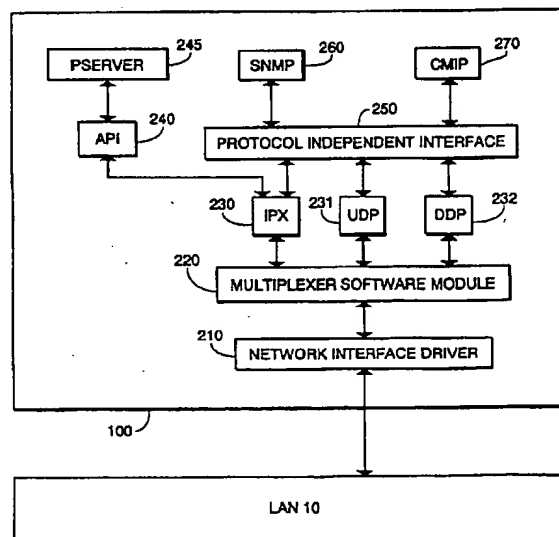 PSERVER 245
SNMP 260
CMIP 270
API 240
250
PROTOCOL INDEPENDENT INTERFACE
230 IPX
231 UDP
DDP 232
220
MULTIPLEXER SOFTWARE MODULE
210
NETWORK INTERFACE DRIVER
100
LAN 10